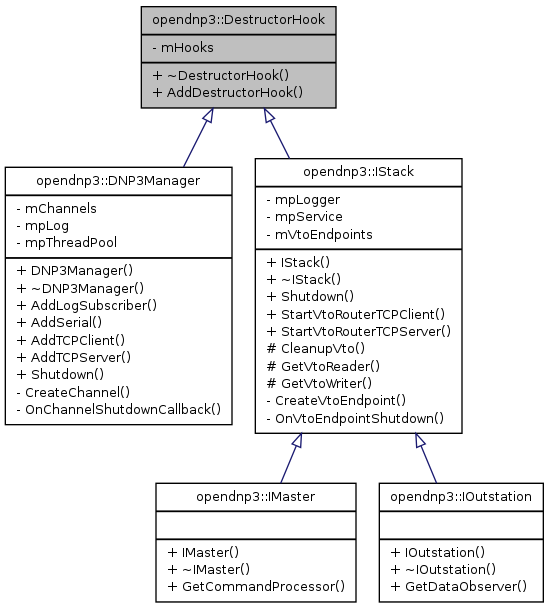 opendnp3::DestructorHook
- mHooks
+ ~DestructorHook()
+ AddDestructorHook()
opendnp3::DNP3Manager
- mChannels
- mpLog
- mpThreadPool
+ DNP3Manager()
+ ~DNP3Manager()
+ AddLogSubscriber()
+ AddSerial()
+ AddTCPClient()
+ AddTCPServer()
+ Shutdown()
- CreateChannel()
- OnChannelShutdownCallback()
opendnp3::IStack
- mpLogger
- mpService
- mVtoEndpoints
+ IStack()
+ ~IStack()
+ Shutdown()
+ StartVtoRouterTCPClient()
+ StartVtoRouterTCPServer()
# CleanupVto()
# GetVtoReader()
# GetVtoWriter()
- CreateVtoEndpoint()
- OnVtoEndpointShutdown()
opendnp3::IMaster
+ IMaster()
+ ~IMaster()
+ GetCommandProcessor()
opendnp3::IOutstation
+ IOutstation()
+ ~IOutstation()
+ GetDataObserver()